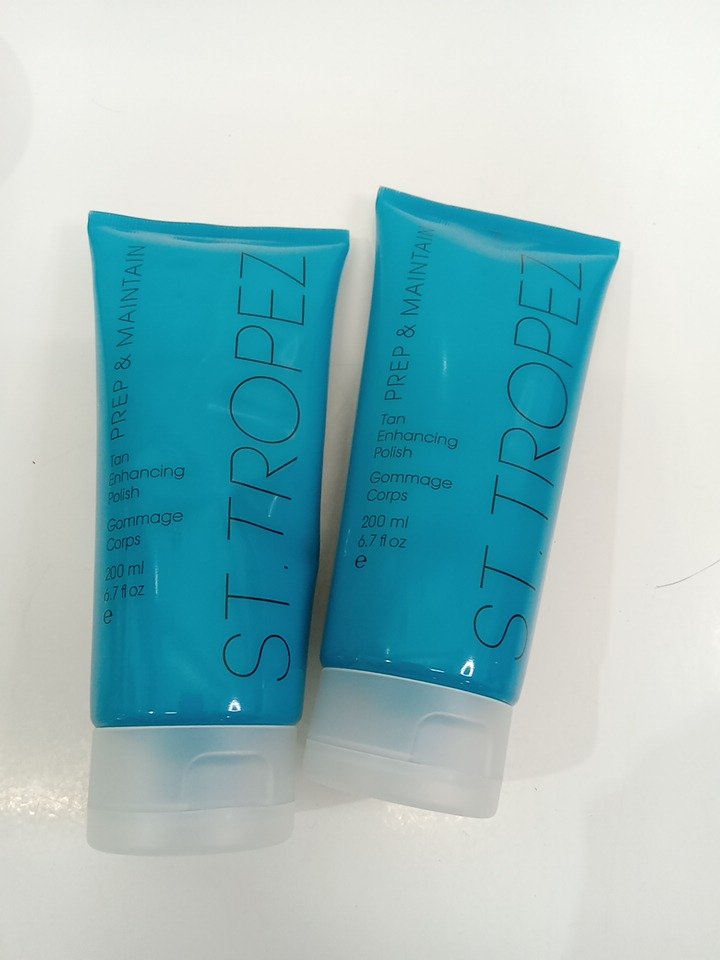 PREP & MAINTAIN
Tan
Enhancing
Polish
Gommage
Corps
200 ml
6.7 fl oz
e
ST. TROPEZ
PREP & MAINTAIN
Tan
Enhancing
Polish
Gommage
Corps
200 ml
6.7 fl oz
e
ST. TROPEZ